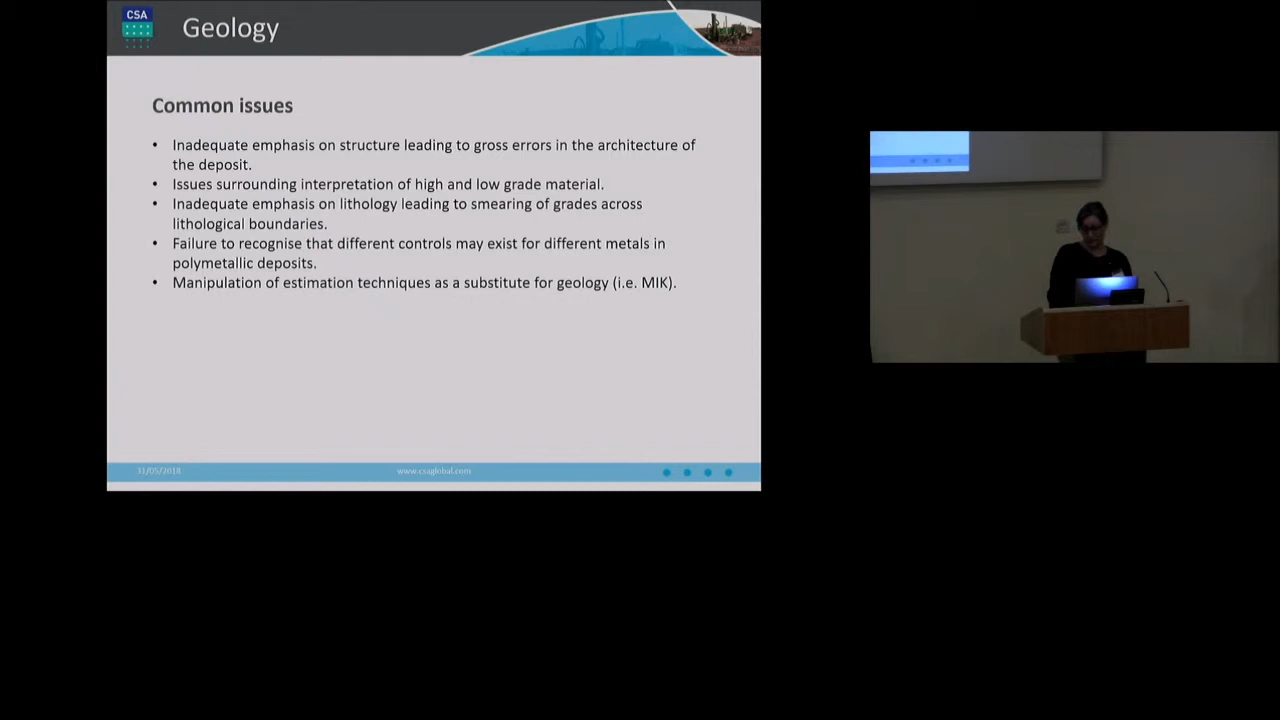 CSA
Geology
Common issues
• Inadequate emphasis on structure leading to gross errors in the architecture of
the deposit.
• Issues surrounding interpretation of high and low grade material.
• Inadequate emphasis on lithology leading to smearing of grades across
lithological boundaries.
• Failure to recognise that different controls may exist for different metals in
polymetallic deposits.
• Manipulation of estimation techniques as a substitute for geology (i.e. MIK).
31/05/2018
www.csaglobal.com